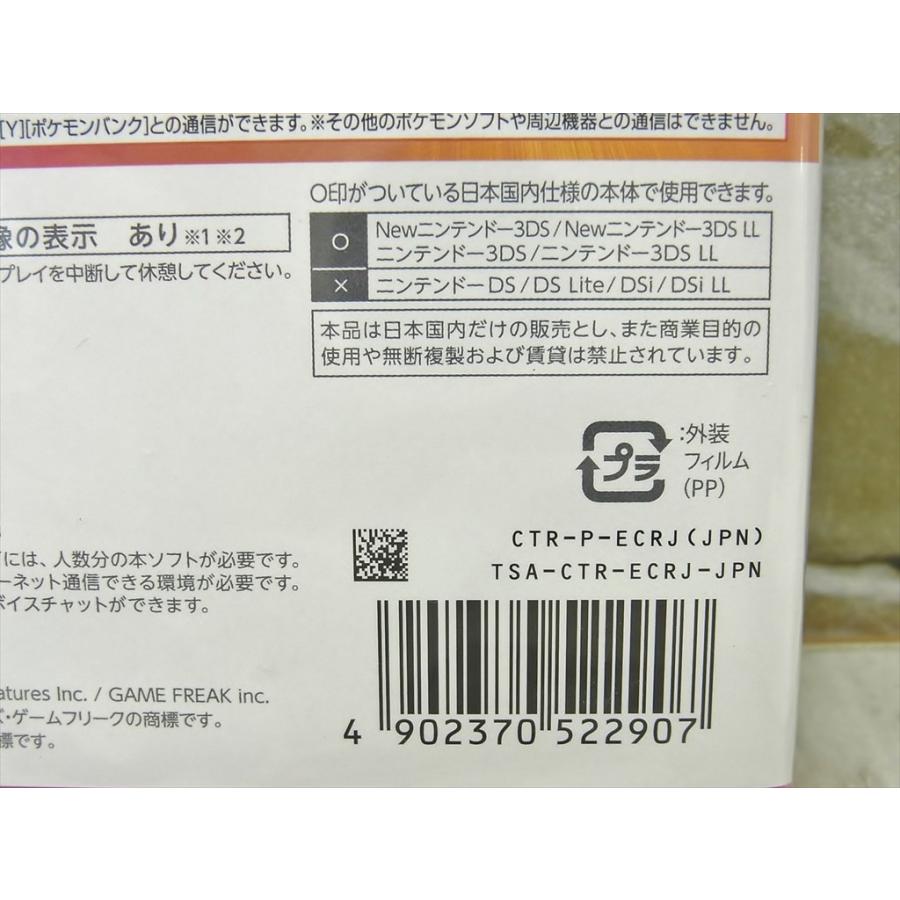 [Y][ポケモンバンク]との通信ができます。※その他のポケモンソフトや周辺機器との通信はできません。
○印がついている日本国内仕様の本体で使用できます。
像の表示 あり※1※2
プレイを中断して休憩してください。
○ Newニンテンドー3DS/Newニンテンドー3DS LL
ニンテンドー3DS/ニンテンドー3DS LL
× ニンテンドーDS/DS Lite/DSi/DSi LL
本品は日本国内だけの販売とし、また商業目的の
使用や無断複製および賃貸は禁止されています。
プラ
:外装
フィルム
(PP)
CTR-P-ECRJ(JPN)
TSA-CTR-ECRJ-JPN
には、人数分の本ソフトが必要です。
ーネット通信できる環境が必要です。
ボイスチャットができます。
atures Inc. / GAME FREAK inc.
ズ・ゲームフリークの商標です。
標です。
4 902370 522907